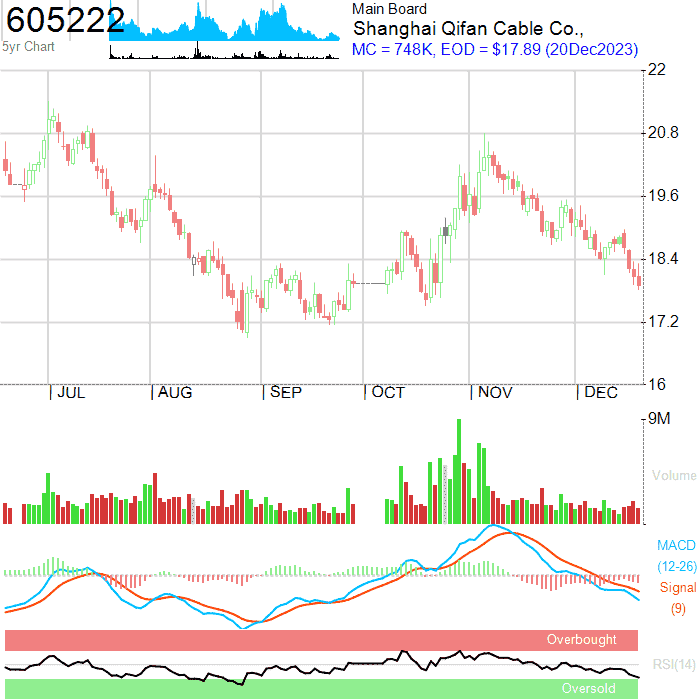 605222
5yr Chart
Main Board
Shanghai Qifan Cable Co.,
MC = 748K, EOD = $17.89 (20Dec2023)
22
20.8
19.6
18.4
17.2
16
JUL AUG SEP OCT NOV DEC
9M
Volume
MACD
(12-26)
Signal
(9)
Overbought
RSI(14)
Oversold